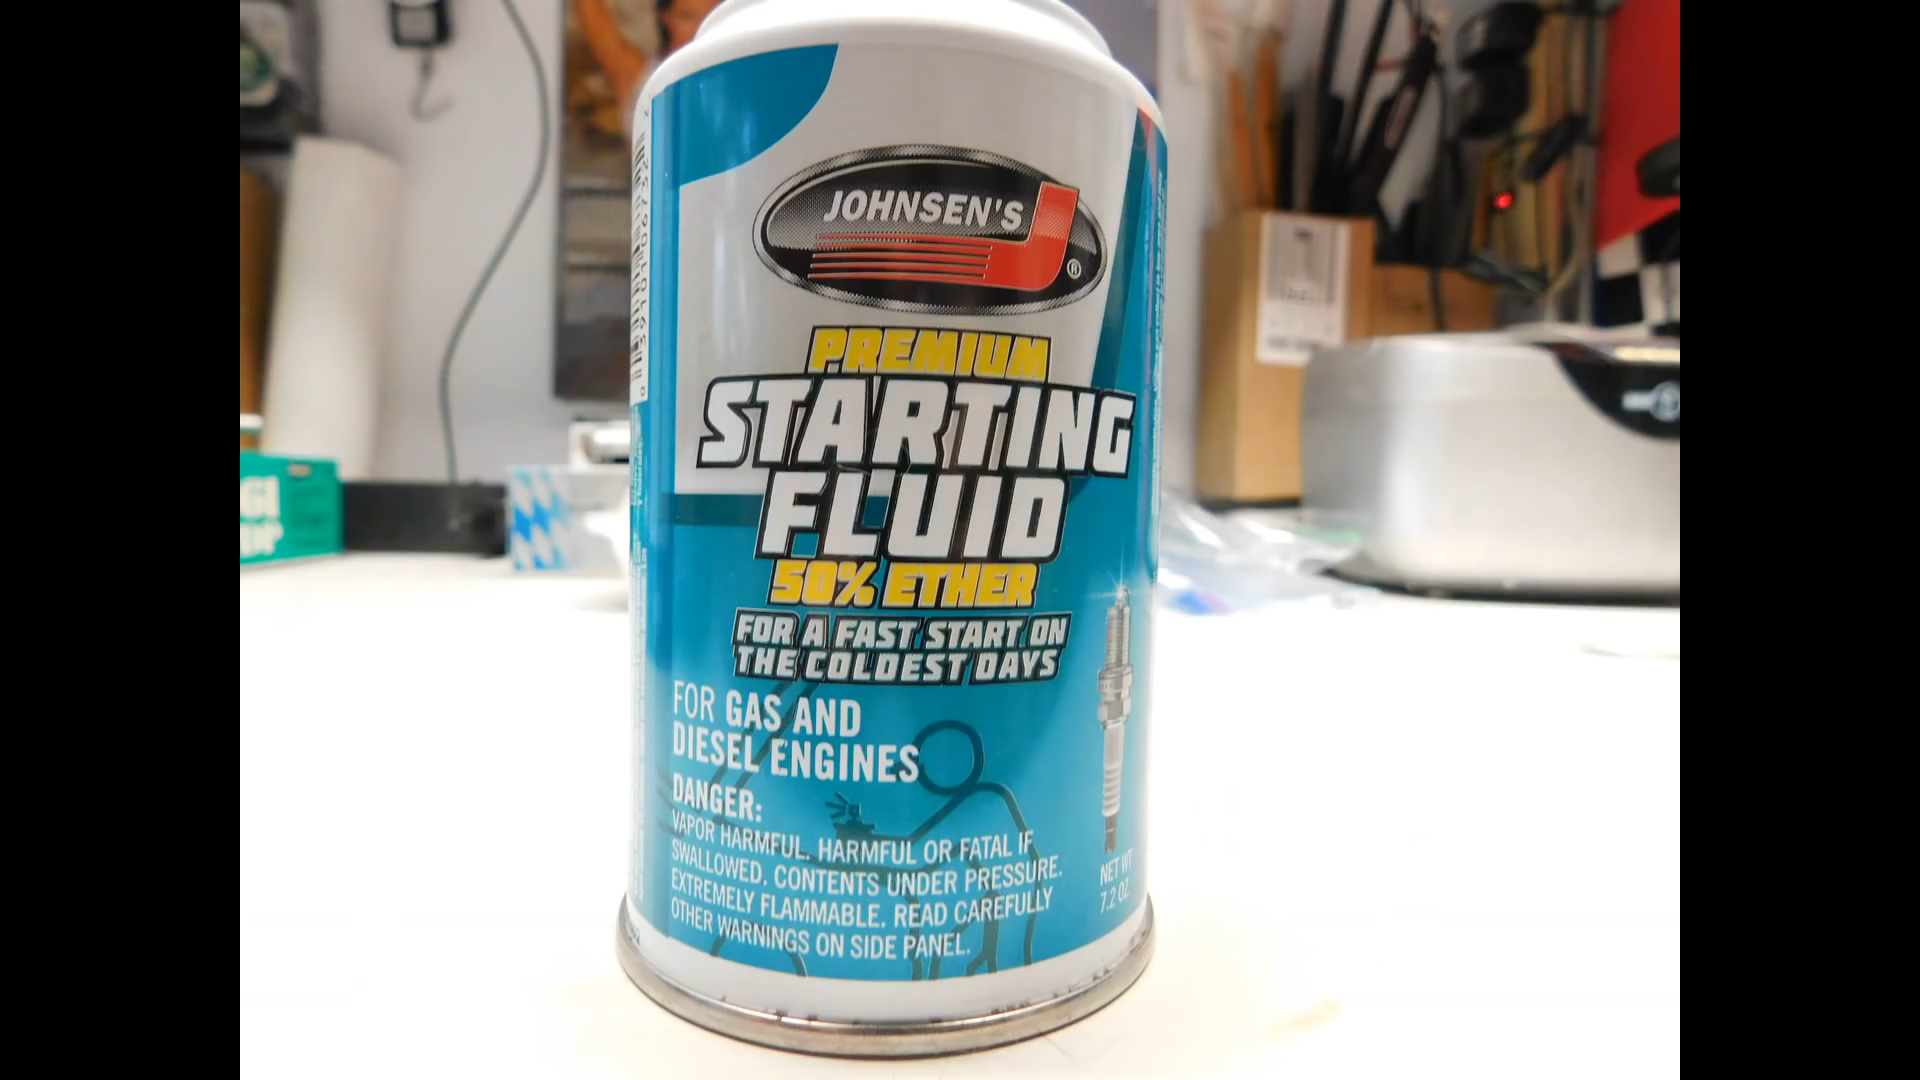 JOHNSEN'S
®
PREMIUM
STARTING
FLUID
50% ETHER
FOR A FAST START ON
THE COLDEST DAYS
FOR GAS AND
DIESEL ENGINES
DANGER:
VAPOR HARMFUL. HARMFUL OR FATAL IF
SWALLOWED. CONTENTS UNDER PRESSURE.
EXTREMELY FLAMMABLE. READ CAREFULLY
OTHER WARNINGS ON SIDE PANEL.
NET WT
7.2 OZ